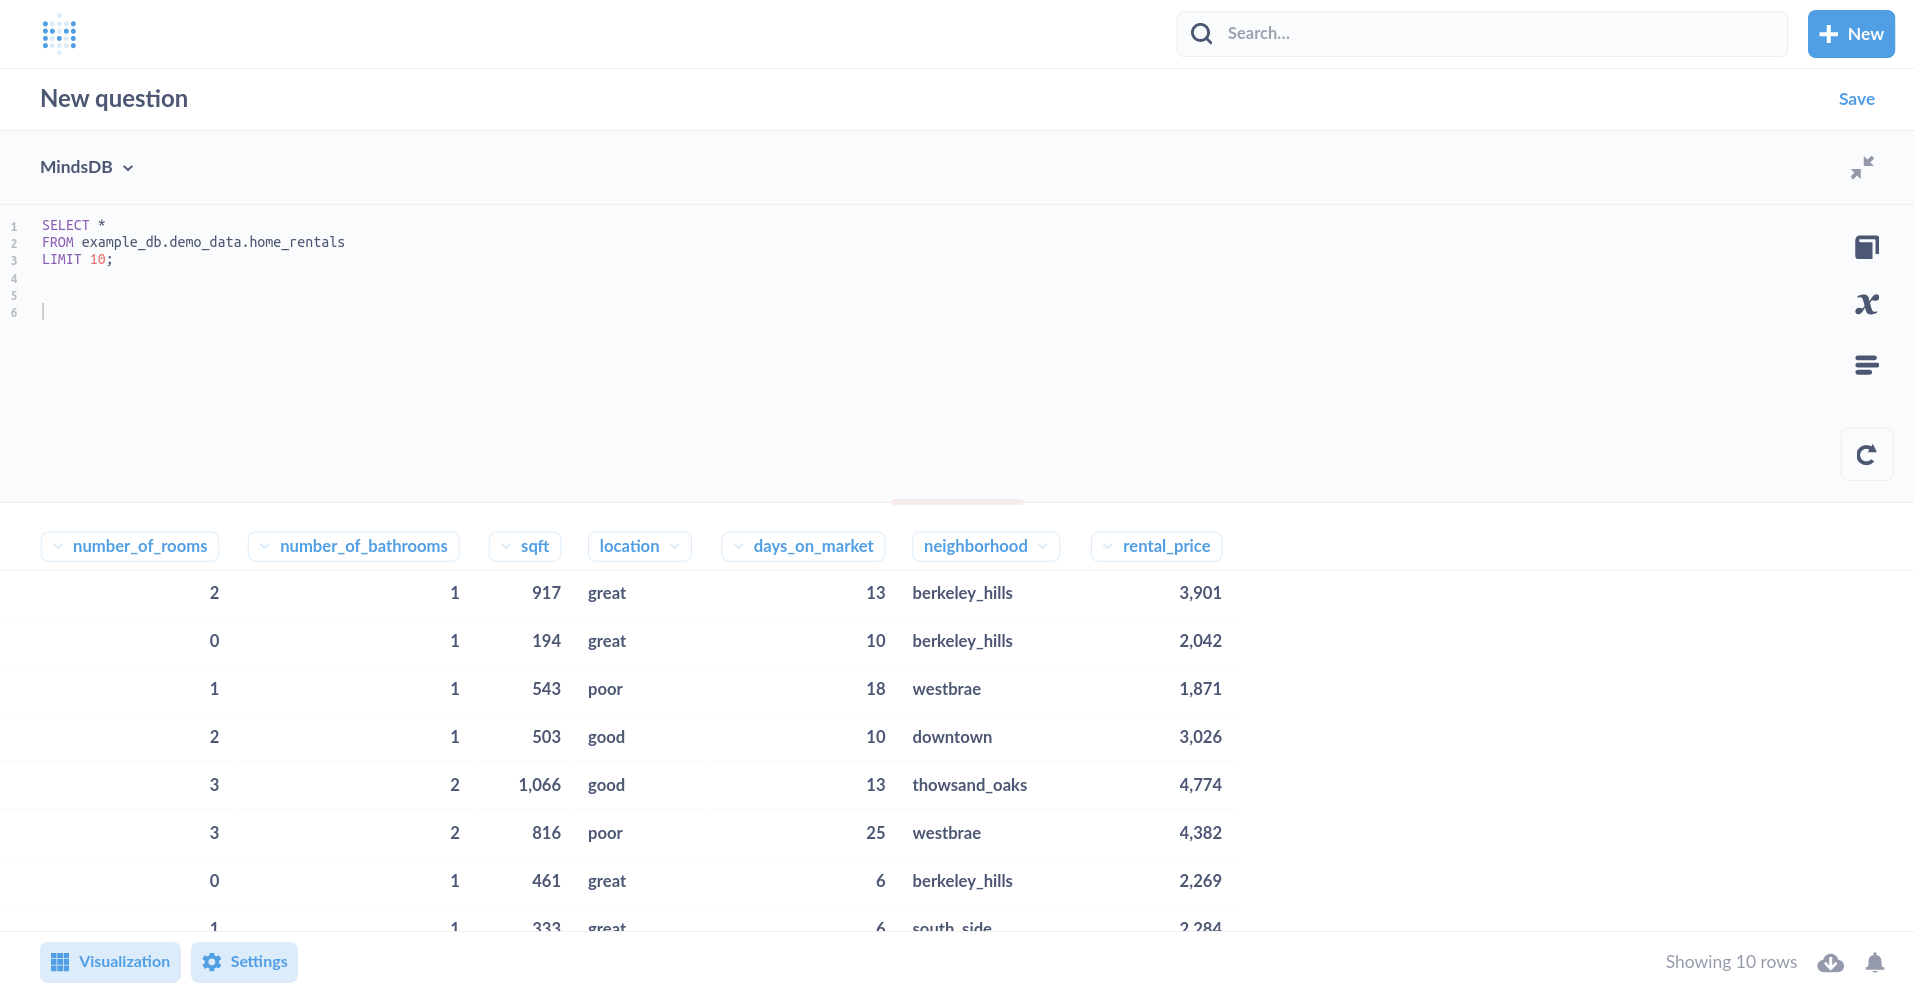 Search...
New
New question
Save
MindsDB
1 SELECT *
2 FROM example_db.demo_data.home_rentals
3 LIMIT 10;
4
5
6
number_of_rooms number_of_bathrooms sqft location days_on_market neighborhood rental_price
2 1 917 great 13 berkeley_hills 3,901
0 1 194 great 10 berkeley_hills 2,042
1 1 543 poor 18 westbrae 1,871
2 1 503 good 10 downtown 3,026
3 2 1,066 good 13 thowsand_oaks 4,774
3 2 816 poor 25 westbrae 4,382
0 1 461 great 6 berkeley_hills 2,269
1 1 333 great 6 south_side 2,284
Visualization Settings Showing 10 rows